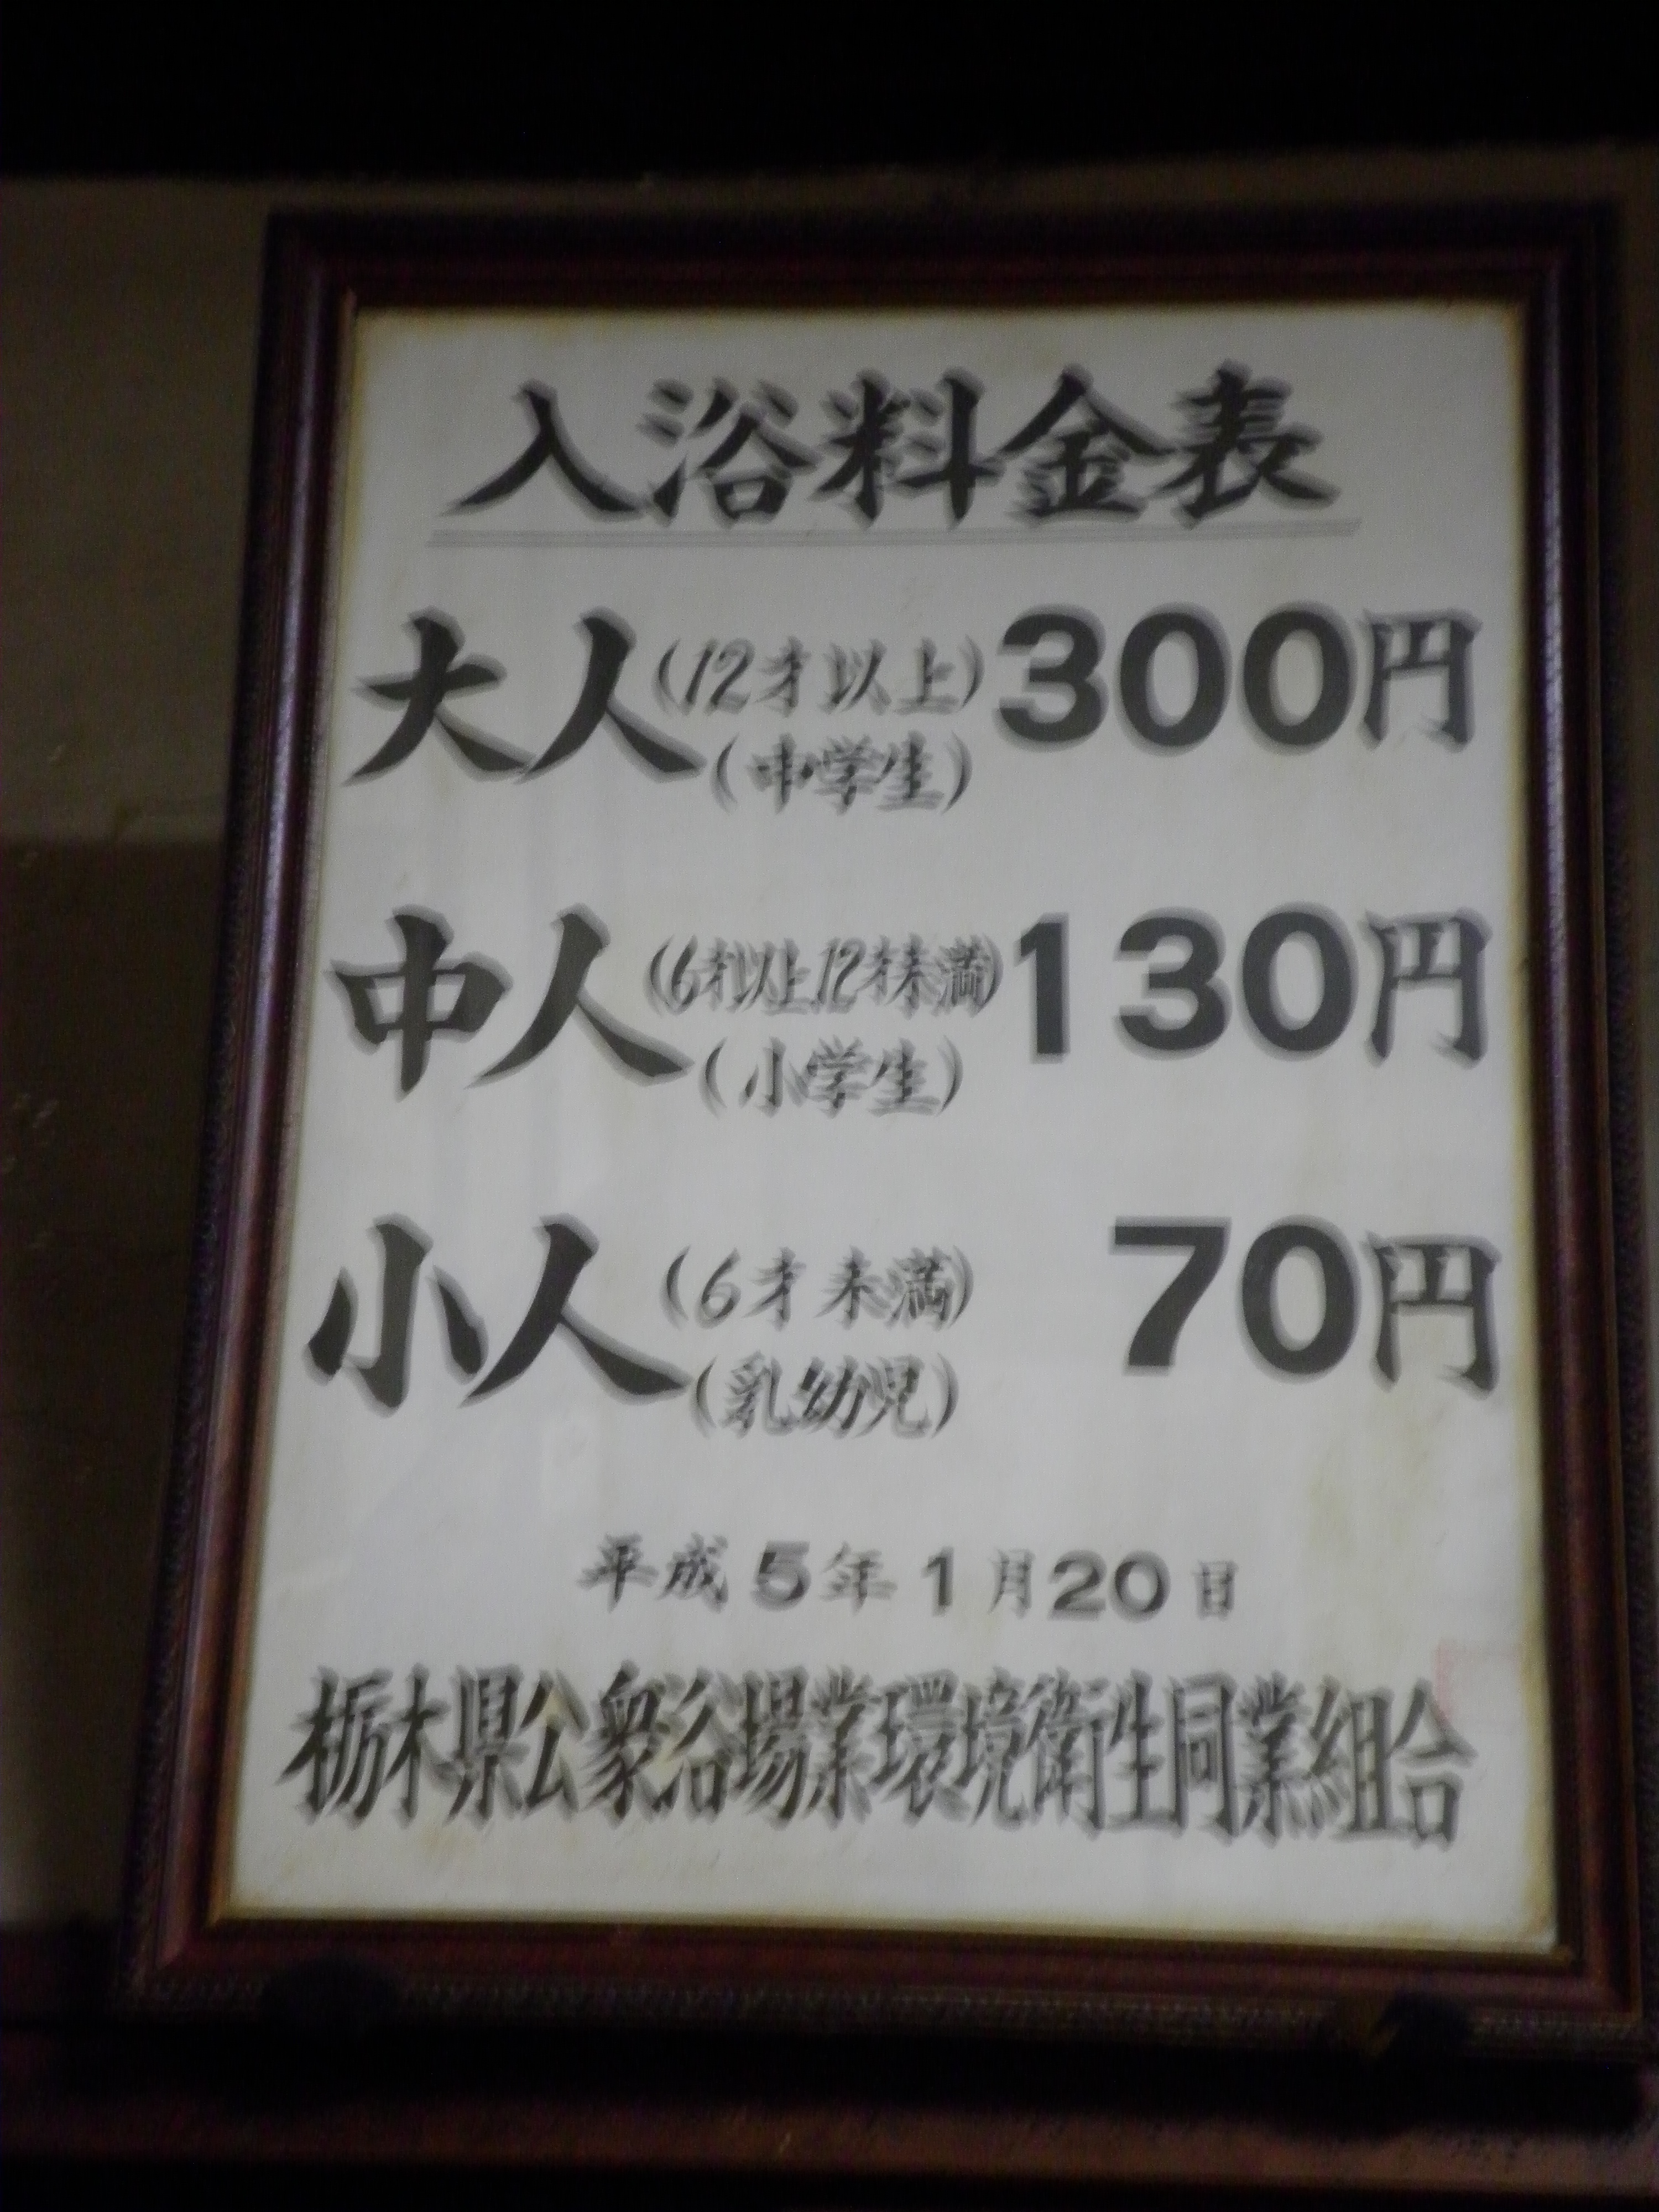 入浴料金表
大人(12才以上)300円
(中学生)
中人(6才以上12才未満)130円
(小学生)
小人(6才未満)70円
(乳幼児)
平成5年1月20日
栃木県公衆浴場業環境衛生同業組合